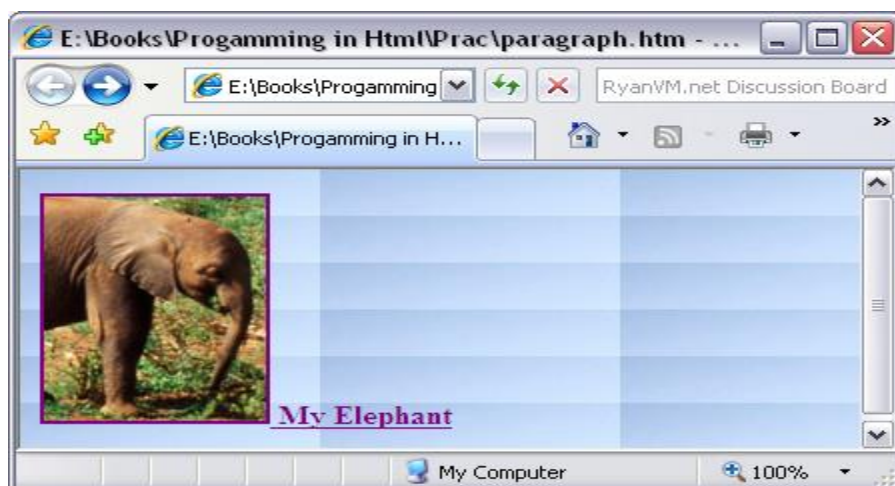 E:\Books\Progamming in Html\Prac\paragraph.htm - ...
E:\Books\Progamming
RyanVM.net Discussion Board
E:\Books\Progamming in H...
»
My Elephant
My Computer
100%